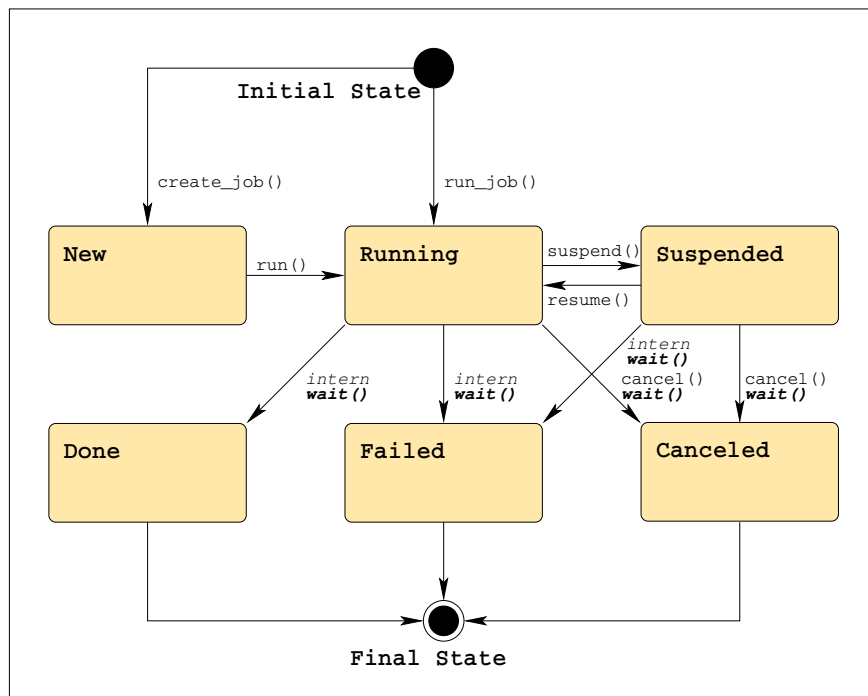 Initial State
create_job()
run_job()
New
run()
Running
suspend()
resume()
Suspended
intern
wait()
intern
wait()
intern
wait()
cancel()
wait()
cancel()
wait()
Done
Failed
Canceled
Final State